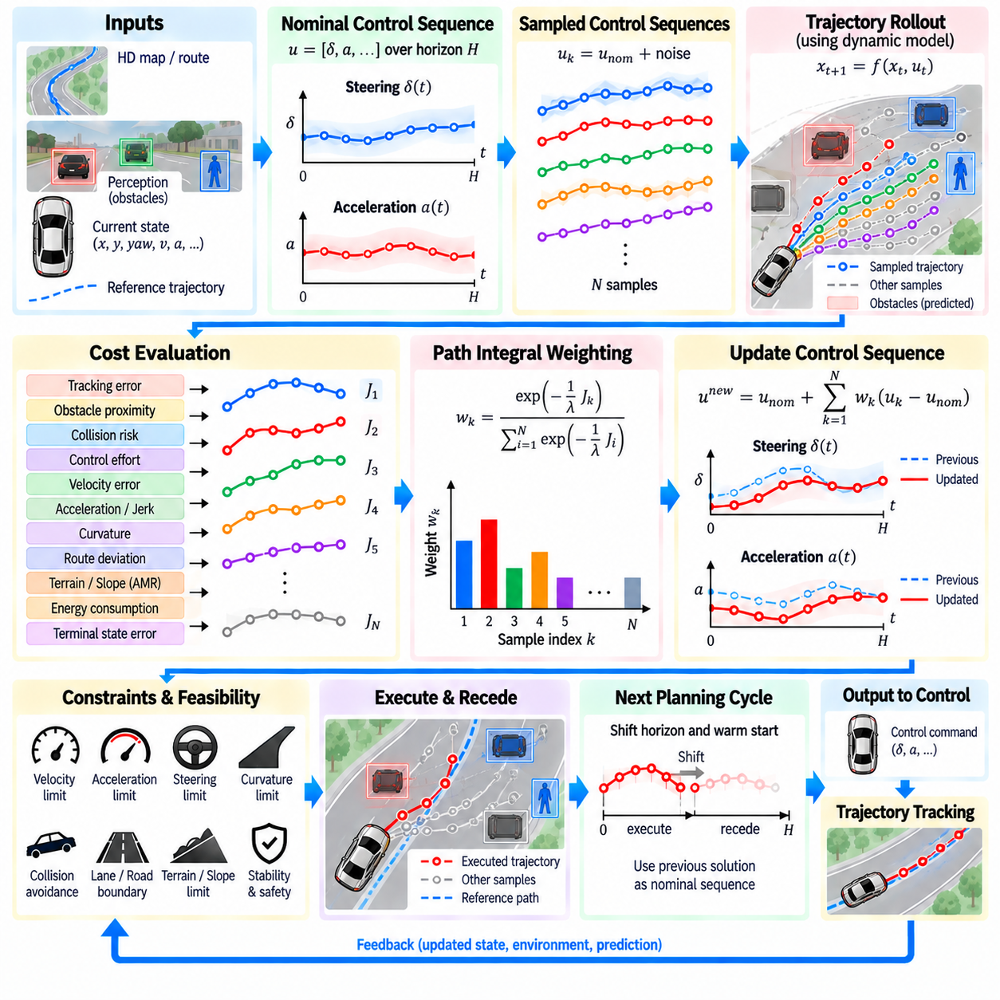 Inputs
HD map / route
Perception
(obstacles)
Current state
(x, y, yaw, v, a, ...)
Reference trajectory
Nominal Control Sequence
u = [δ, a, ...] over horizon H
Steering δ(t)
δ
t
0
H
Acceleration a(t)
a
t
0
H
Sampled Control Sequences
u_k = u_nom + noise
⋮
N samples
Trajectory Rollout
(using dynamic model)
x_{t+1} = f(x_t, u_t)
Sampled trajectory
Other samples
Obstacles (predicted)
Cost Evaluation
Tracking error
Obstacle proximity
Collision risk
Control effort
Velocity error
Acceleration / Jerk
Curvature
Route deviation
Terrain / Slope (AMR)
Energy consumption
Terminal state error
J_1
J_2
J_3
J_4
J_5
⋮
J_N
Path Integral Weighting
w_k = exp(-1/λ J_k) / ∑_{i=1}^{N} exp(-1/λ J_i)
Weight w_k
1 2 3 4 5 ... N
Sample index k
Update Control Sequence
u^{new} = u_nom + ∑_{k=1}^{N} w_k(u_k − u_nom)
Steering δ(t)
δ
Previous
Updated
t
0
H
Acceleration a(t)
a
Previous
Updated
t
0
H
Constraints & Feasibility
Velocity limit
Acceleration limit
Steering limit
Curvature limit
Collision avoidance
Lane / Road boundary
Terrain / Slope limit
Stability & safety
Execute & Recede
Executed trajectory
Other samples
Reference path
Next Planning Cycle
Shift horizon and warm start
Shift
0
execute
recede
H
Use previous solution
as nominal sequence
Output to Control
Control command
(δ, a, ...)
Trajectory Tracking
Feedback (updated state, environment, prediction)